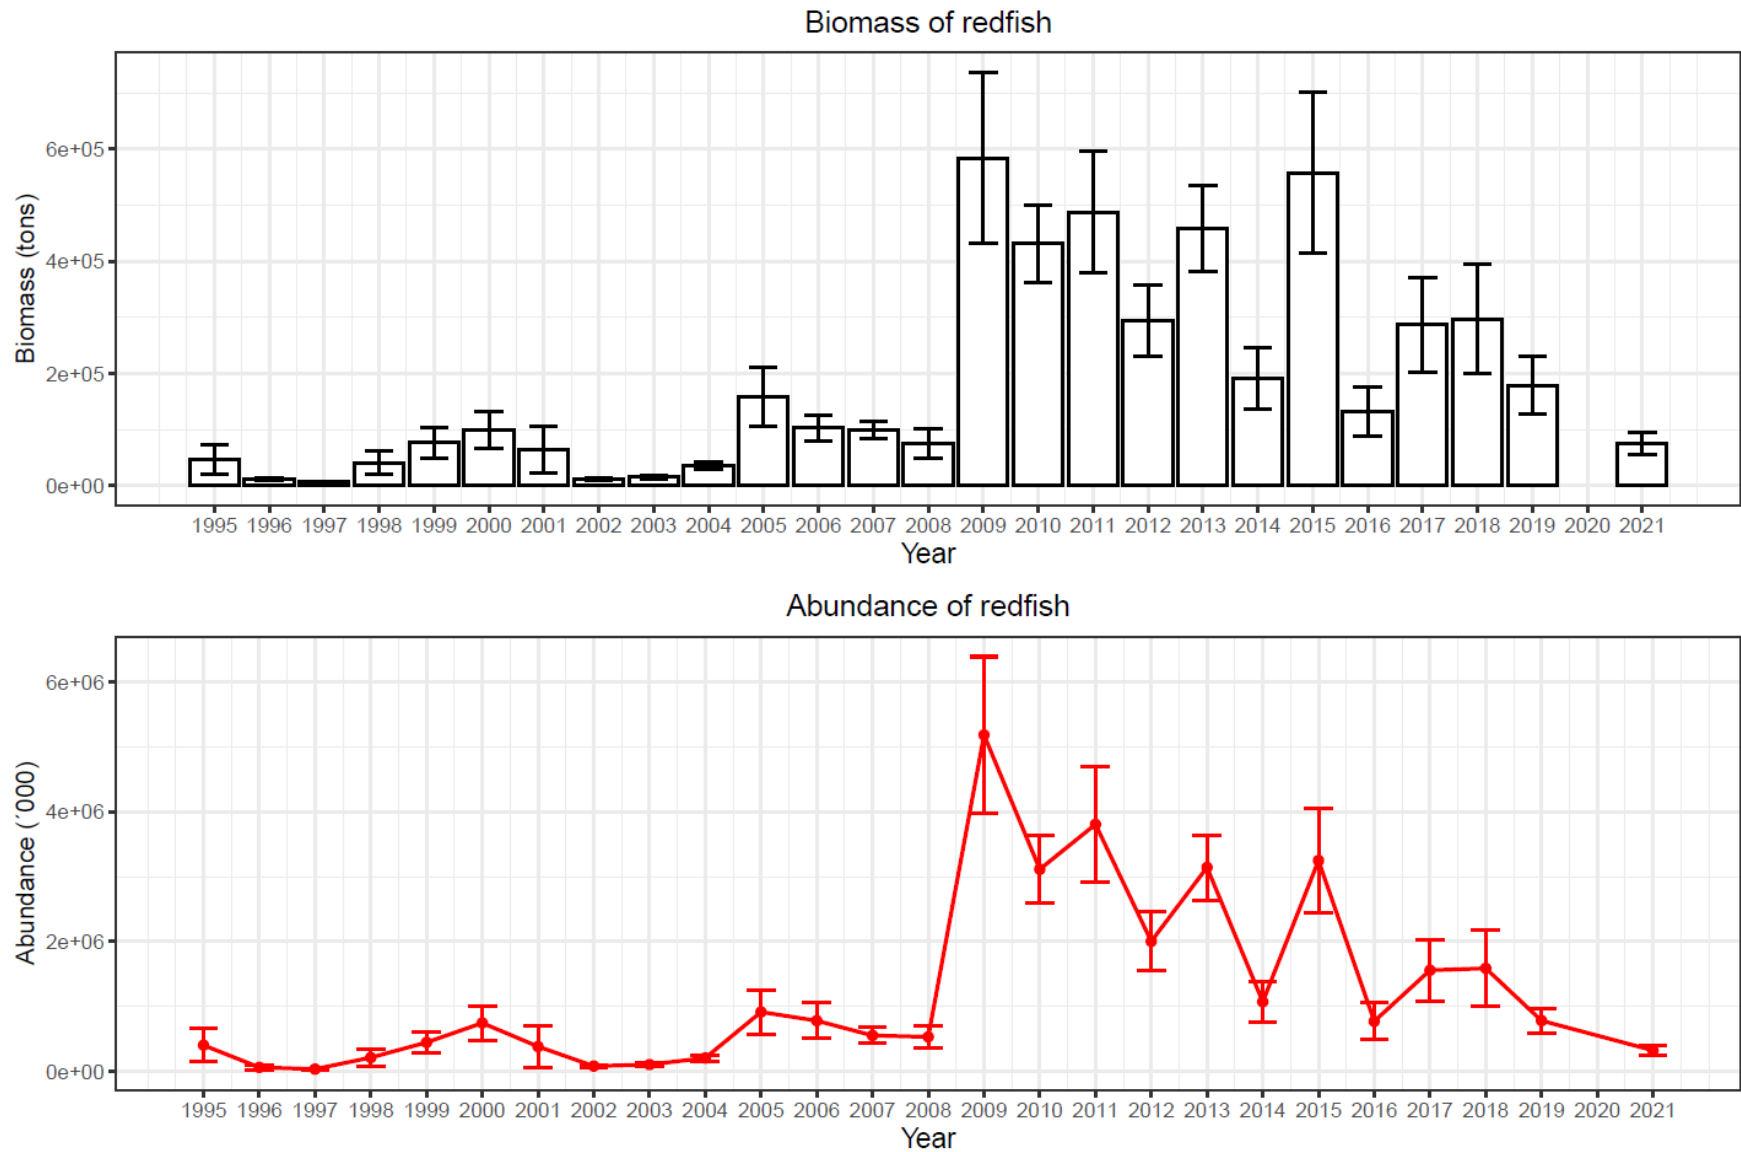 Biomass of redfish
Biomass (tons)
6e+05
4e+05
2e+05
0e+00
1995 1996 1997 1998 1999 2000 2001 2002 2003 2004 2005 2006 2007 2008 2009 2010 2011 2012 2013 2014 2015 2016 2017 2018 2019 2020 2021
Year
Abundance of redfish
Abundance (´000)
6e+06
4e+06
2e+06
0e+00
1995 1996 1997 1998 1999 2000 2001 2002 2003 2004 2005 2006 2007 2008 2009 2010 2011 2012 2013 2014 2015 2016 2017 2018 2019 2020 2021
Year